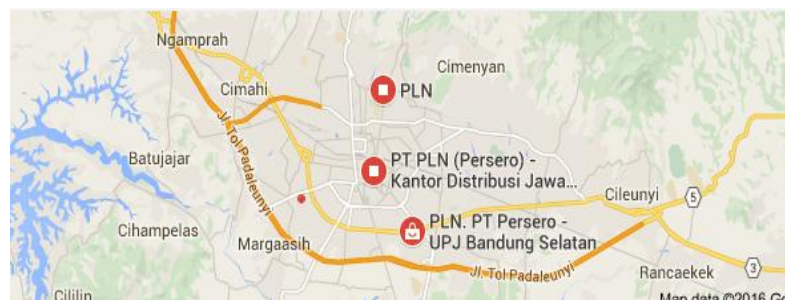 Ngamprah
Cimenyan
Cimahi
PLN
Jl. Tol Padaleunyi
Batujajar
PT PLN (Persero) -
Kantor Distribusi Jawa...
Cileunyi
5
Cihampelas
PLN. PT Persero -
UPJ Bandung Selatan
Margaasih
Jl. Tol Padaleunyi
Rancaekek
3
Cililin
Map data ©2016 Go